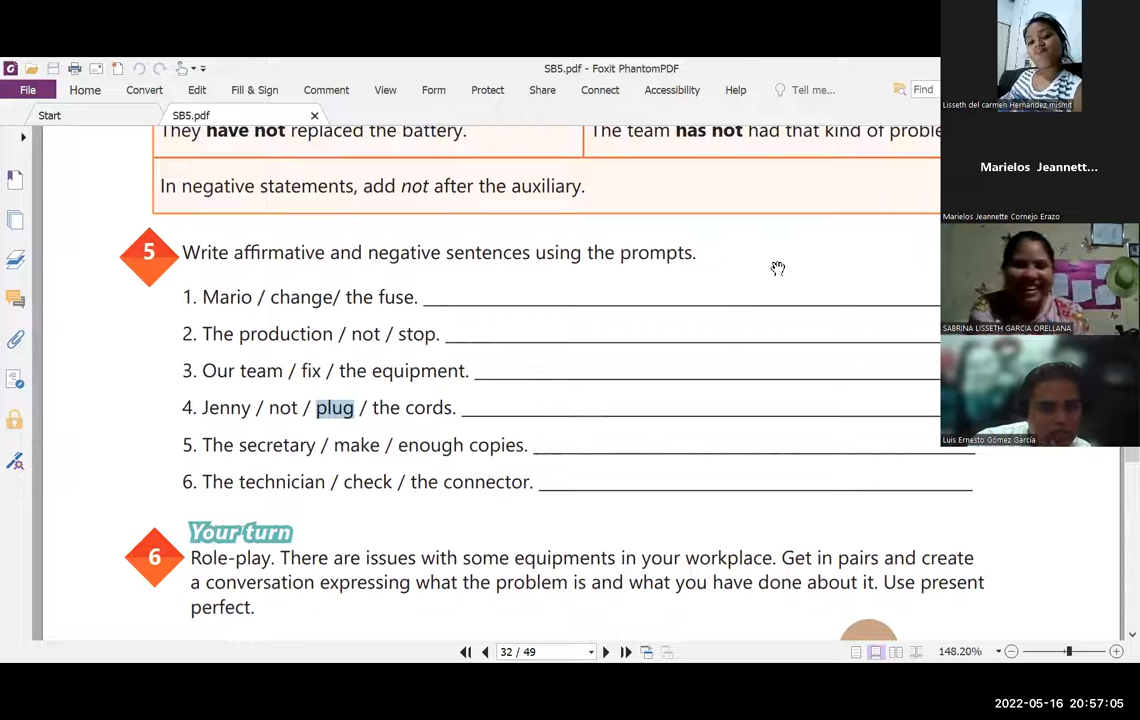 SB5.pdf - Foxit PhantomPDF
File Home Convert Edit Fill & Sign Comment View Form Protect Share Connect Accessibility Help Tell me... Find
Start SB5.pdf
They have not replaced the battery. The team has not had that kind of
In negative statements, add not after the auxiliary.
5 Write affirmative and negative sentences using the prompts.
1. Mario / change/ the fuse.
2. The production / not / stop.
3. Our team / fix / the equipment.
4. Jenny / not / plug / the cords.
5. The secretary / make / enough copies.
6. The technician / check / the connector.
Your turn
6 Role-play. There are issues with some equipments in your workplace. Get in pairs and create
a conversation expressing what the problem is and what you have done about it. Use present
perfect.
32 / 49
148.20%
Lisseth del carmen Hernández mismit
Marielos Jeannett...
Marielos Jeannette Cornejo Erazo
SABRINA LISSETH GARCIA ORELLANA
Luis Ernesto Gómez García
2022-05-16 20:57:05